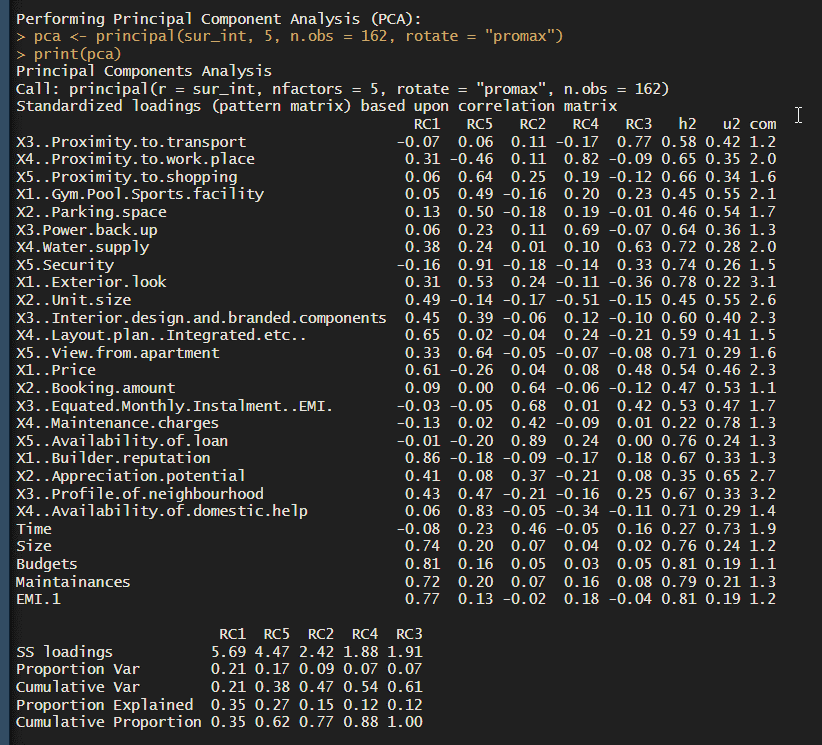 Performing Principal Component Analysis (PCA):
> pca <- principal(sur_int, 5, n.obs = 162, rotate = "promax")
> print(pca)
Principal Components Analysis
Call: principal(r = sur_int, nfactors = 5, rotate = "promax", n.obs = 162)
Standardized loadings (pattern matrix) based upon correlation matrix
RC1 RC5 RC2 RC4 RC3 h2 u2 com
X3..Proximity.to.transport -0.07 0.06 0.11 -0.17 0.77 0.58 0.42 1.2
X4..Proximity.to.work.place 0.31 -0.46 0.11 0.82 -0.09 0.65 0.35 2.0
X5..Proximity.to.shopping 0.06 0.64 0.25 0.19 -0.12 0.66 0.34 1.6
X1..Gym.Pool.Sports.facility 0.05 0.49 -0.16 0.20 0.23 0.45 0.55 2.1
X2..Parking.space 0.13 0.50 -0.18 0.19 -0.01 0.46 0.54 1.7
X3.Power.back.up 0.06 0.23 0.11 0.69 -0.07 0.64 0.36 1.3
X4.Water.supply 0.38 0.24 0.01 0.10 0.63 0.72 0.28 2.0
X5.Security -0.16 0.91 -0.18 -0.14 0.33 0.74 0.26 1.5
X1..Exterior.look 0.31 0.53 0.24 -0.11 -0.36 0.78 0.22 3.1
X2..Unit.size 0.49 -0.14 -0.17 -0.51 -0.15 0.45 0.55 2.6
X3..Interior.design.and.branded.components 0.45 0.39 -0.06 0.12 -0.10 0.60 0.40 2.3
X4..Layout.plan..Integrated.etc.. 0.65 0.02 -0.04 0.24 -0.21 0.59 0.41 1.5
X5..View.from.apartment 0.33 0.64 -0.05 -0.07 -0.08 0.71 0.29 1.6
X1..Price 0.61 -0.26 0.04 0.08 0.48 0.54 0.46 2.3
X2..Booking.amount 0.09 0.00 0.64 -0.06 -0.12 0.47 0.53 1.1
X3..Equated.Monthly.Instalment..EMI. -0.03 -0.05 0.68 0.01 0.42 0.53 0.47 1.7
X4..Maintenance.charges -0.13 0.02 0.42 -0.09 0.01 0.22 0.78 1.3
X5..Availability.of.loan -0.01 -0.20 0.89 0.24 0.00 0.76 0.24 1.3
X1..Builder.reputation 0.86 -0.18 -0.09 -0.17 0.18 0.67 0.33 1.3
X2..Appreciation.potential 0.41 0.08 0.37 -0.21 0.08 0.35 0.65 2.7
X3..Profile.of.neighbourhood 0.43 0.47 -0.21 -0.16 0.25 0.67 0.33 3.2
X4..Availability.of.domestic.help 0.06 0.83 -0.05 -0.34 -0.11 0.71 0.29 1.4
Time -0.08 0.23 0.46 -0.05 0.16 0.27 0.73 1.9
Size 0.74 0.20 0.07 0.04 0.02 0.76 0.24 1.2
Budgets 0.81 0.16 0.05 0.03 0.05 0.81 0.19 1.1
Maintainances 0.72 0.20 0.07 0.16 0.08 0.79 0.21 1.3
EMI.1 0.77 0.13 -0.02 0.18 -0.04 0.81 0.19 1.2
RC1 RC5 RC2 RC4 RC3
SS loadings 5.69 4.47 2.42 1.88 1.91
Proportion Var 0.21 0.17 0.09 0.07 0.07
Cumulative Var 0.21 0.38 0.47 0.54 0.61
Proportion Explained 0.35 0.27 0.15 0.12 0.12
Cumulative Proportion 0.35 0.62 0.77 0.88 1.00